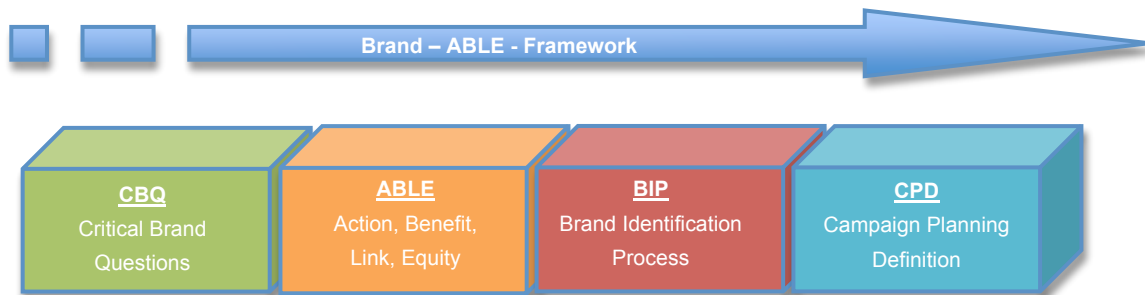 Brand – ABLE - Framework
CBQ
Critical Brand
Questions
ABLE
Action, Benefit,
Link, Equity
BIP
Brand Identification
Process
CPD
Campaign Planning
Definition